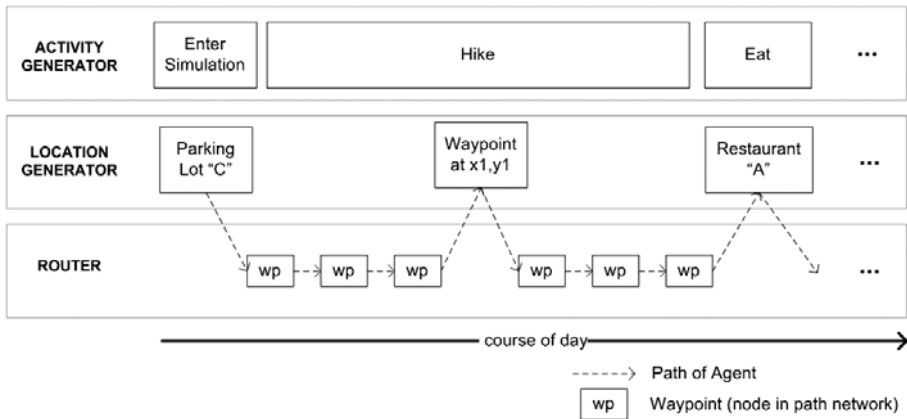 ACTIVITY
GENERATOR
Enter
Simulation
Hike
Eat
...
LOCATION
GENERATOR
Parking
Lot “C”
Waypoint
at x1,y1
Restaurant
“A”
...
ROUTER
wp
wp
wp
wp
wp
wp
...
course of day
Path of Agent
wp
Waypoint (node in path network)